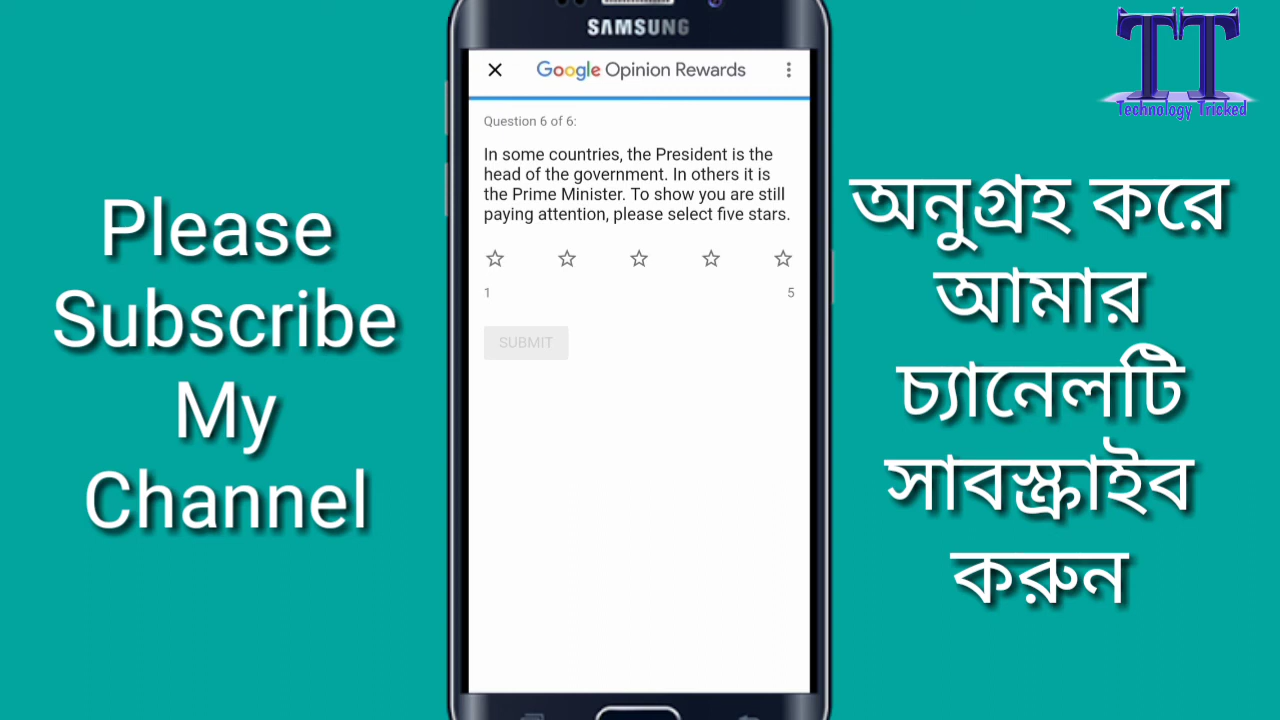 Please
Subscribe
My
Channel
SAMSUNG
Google Opinion Rewards
Question 6 of 6:
In some countries, the President is the
head of the government. In others it is
the Prime Minister. To show you are still
paying attention, please select five stars.
1 5
SUBMIT
TT
Technology Tricked
অনুগ্রহ করে
আমার
চ্যানেলটি
সাবস্ক্রাইব
করুন